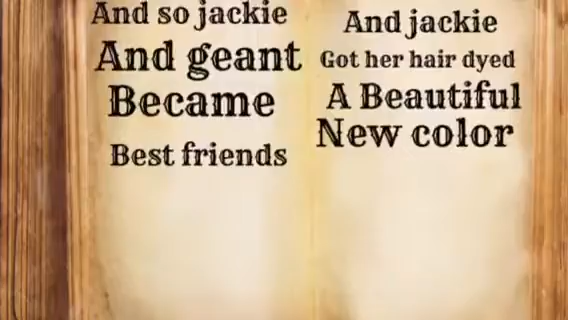 And so jackie
And geant
Became
Best friends
And jackie
Got her hair dyed
A Beautiful
New color